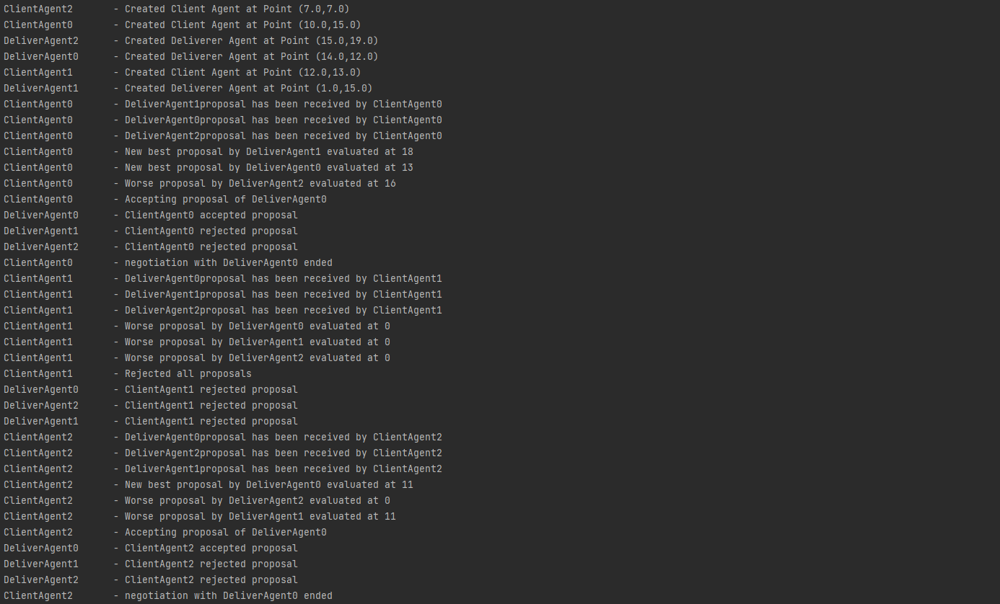 ClientAgent2 - Created Client Agent at Point (7.0,7.0)
ClientAgent0 - Created Client Agent at Point (10.0,15.0)
DeliverAgent2 - Created Deliverer Agent at Point (15.0,19.0)
DeliverAgent0 - Created Deliverer Agent at Point (14.0,12.0)
ClientAgent1 - Created Client Agent at Point (12.0,13.0)
DeliverAgent1 - Created Deliverer Agent at Point (1.0,15.0)
ClientAgent0 - DeliverAgent1proposal has been received by ClientAgent0
ClientAgent0 - DeliverAgent0proposal has been received by ClientAgent0
ClientAgent0 - DeliverAgent2proposal has been received by ClientAgent0
ClientAgent0 - New best proposal by DeliverAgent1 evaluated at 18
ClientAgent0 - New best proposal by DeliverAgent0 evaluated at 13
ClientAgent0 - Worse proposal by DeliverAgent2 evaluated at 16
ClientAgent0 - Accepting proposal of DeliverAgent0
DeliverAgent0 - ClientAgent0 accepted proposal
DeliverAgent1 - ClientAgent0 rejected proposal
DeliverAgent2 - ClientAgent0 rejected proposal
ClientAgent0 - negotiation with DeliverAgent0 ended
ClientAgent1 - DeliverAgent0proposal has been received by ClientAgent1
ClientAgent1 - DeliverAgent1proposal has been received by ClientAgent1
ClientAgent1 - DeliverAgent2proposal has been received by ClientAgent1
ClientAgent1 - Worse proposal by DeliverAgent0 evaluated at 0
ClientAgent1 - Worse proposal by DeliverAgent1 evaluated at 0
ClientAgent1 - Worse proposal by DeliverAgent2 evaluated at 0
ClientAgent1 - Rejected all proposals
DeliverAgent0 - ClientAgent1 rejected proposal
DeliverAgent2 - ClientAgent1 rejected proposal
DeliverAgent1 - ClientAgent1 rejected proposal
ClientAgent2 - DeliverAgent0proposal has been received by ClientAgent2
ClientAgent2 - DeliverAgent2proposal has been received by ClientAgent2
ClientAgent2 - DeliverAgent1proposal has been received by ClientAgent2
ClientAgent2 - New best proposal by DeliverAgent0 evaluated at 11
ClientAgent2 - Worse proposal by DeliverAgent2 evaluated at 0
ClientAgent2 - Worse proposal by DeliverAgent1 evaluated at 11
ClientAgent2 - Accepting proposal of DeliverAgent0
DeliverAgent0 - ClientAgent2 accepted proposal
DeliverAgent1 - ClientAgent2 rejected proposal
DeliverAgent2 - ClientAgent2 rejected proposal
ClientAgent2 - negotiation with DeliverAgent0 ended